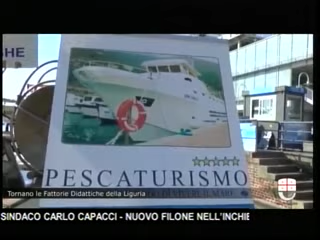 HE
PESCATURISMO
Tornano le Fattorie Didattiche della Liguria
SINDACO CARLO CAPACCI - NUOVO FILONE NELL'INCHIE